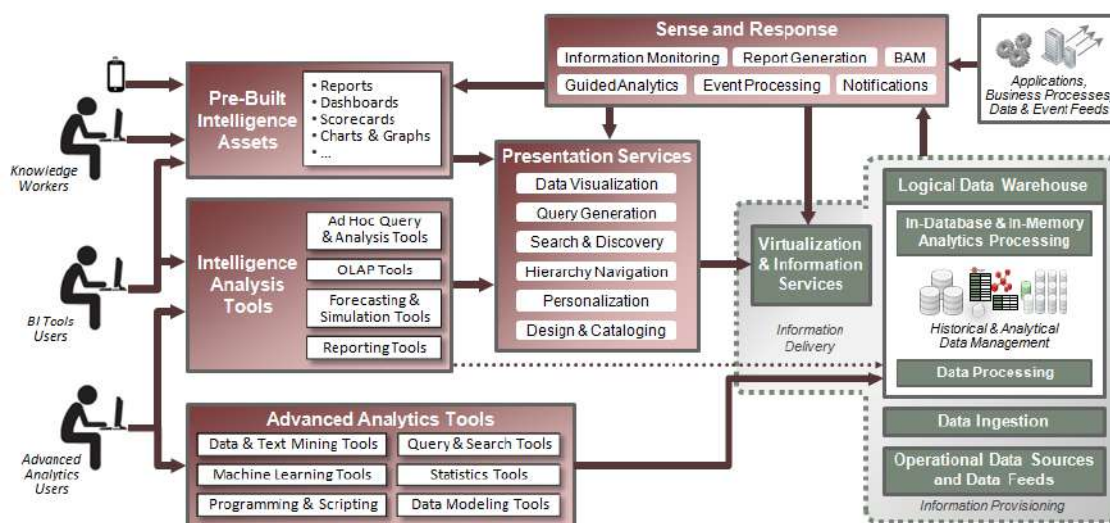 Sense and Response
Information Monitoring
Report Generation
BAM
Guided Analytics
Event Processing
Notifications
Applications,
Business Processes,
Data & Event Feeds
Knowledge
Workers
BI Tools
Users
Advanced
Analytics
Users
Pre-Built
Intelligence
Assets
• Reports
• Dashboards
• Scorecards
• Charts & Graphs
• ...
Intelligence
Analysis
Tools
Ad Hoc Query
& Analysis Tools
OLAP Tools
Forecasting &
Simulation Tools
Reporting Tools
Advanced Analytics Tools
Data & Text Mining Tools
Query & Search Tools
Machine Learning Tools
Statistics Tools
Programming & Scripting
Data Modeling Tools
Presentation Services
Data Visualization
Query Generation
Search & Discovery
Hierarchy Navigation
Personalization
Design & Cataloging
Virtualization
& Information
Services
Information
Delivery
Logical Data Warehouse
In-Database & In-Memory
Analytics Processing
Historical & Analytical
Data Management
Data Processing
Data Ingestion
Operational Data Sources
and Data Feeds
Information Provisioning